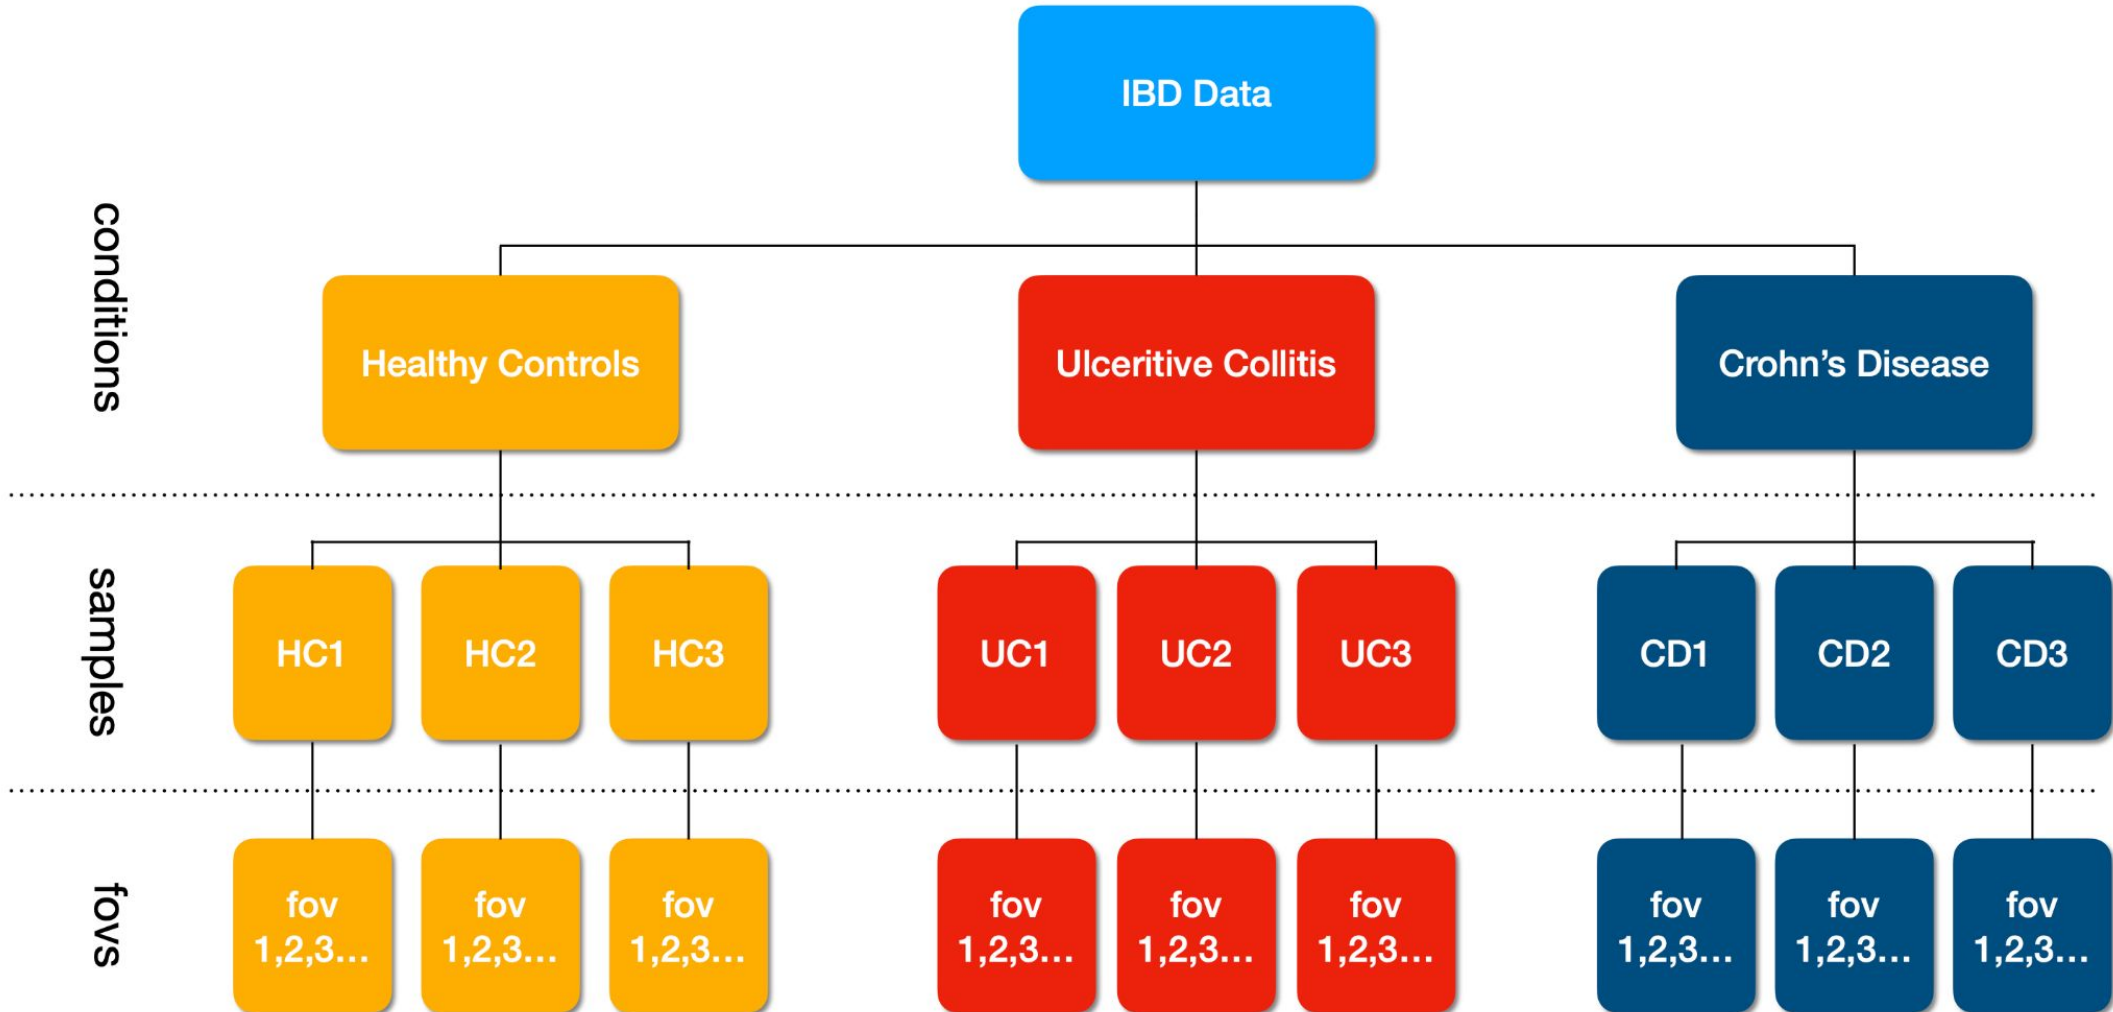 IBD Data
conditions
Healthy Controls
Ulceritive Collitis
Crohn's Disease
samples
HC1
HC2
HC3
UC1
UC2
UC3
CD1
CD2
CD3
fovs
fov
1,2,3...
fov
1,2,3...
fov
1,2,3...
fov
1,2,3...
fov
1,2,3...
fov
1,2,3...
fov
1,2,3...
fov
1,2,3...
fov
1,2,3...